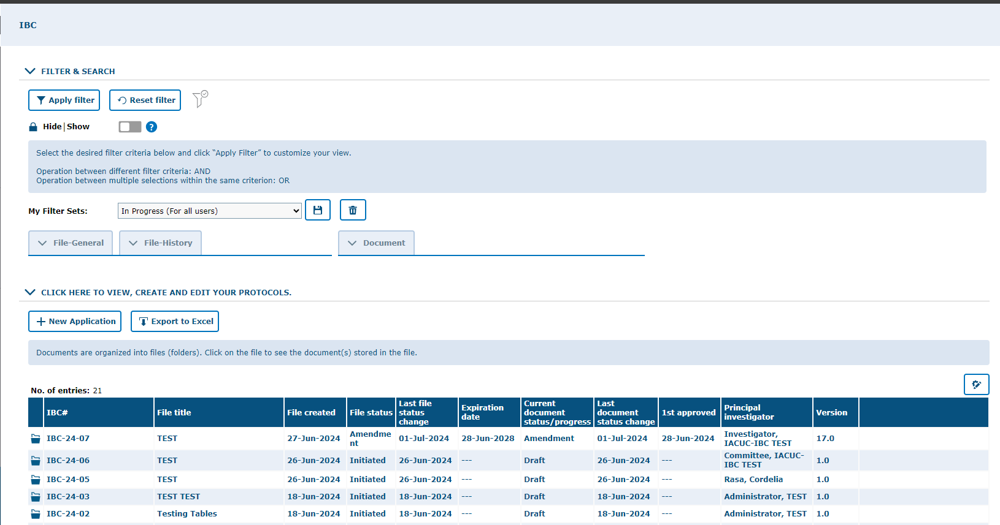 IBC
FILTER & SEARCH
Apply filter Reset filter
Hide|Show ?
Select the desired filter criteria below and click “Apply Filter” to customize your view.
Operation between different filter criteria: AND
Operation between multiple selections within the same criterion: OR
My Filter Sets: In Progress (For all users)
File-General File-History Document
CLICK HERE TO VIEW, CREATE AND EDIT YOUR PROTOCOLS.
New Application Export to Excel
Documents are organized into files (folders). Click on the file to see the document(s) stored in the file.
No. of entries: 21
IBC# File title File created File status Last file status change Expiration date Current document status/progress Last document status change 1st approved Principal investigator Version
IBC-24-07 TEST 27-Jun-2024 Amendme nt 01-Jul-2024 28-Jun-2028 Amendment 01-Jul-2024 28-Jun-2024 Investigator, IACUC-IBC TEST 17.0
IBC-24-06 TEST 26-Jun-2024 Initiated 26-Jun-2024 --- Draft 26-Jun-2024 --- Committee, IACUC-IBC TEST 1.0
IBC-24-05 TEST 26-Jun-2024 Initiated 26-Jun-2024 --- Draft 26-Jun-2024 --- Rasa, Cordelia 1.0
IBC-24-03 TEST TEST 18-Jun-2024 Initiated 18-Jun-2024 --- Draft 18-Jun-2024 --- Administrator, TEST 1.0
IBC-24-02 Testing Tables 18-Jun-2024 Initiated 18-Jun-2024 --- Draft 18-Jun-2024 --- Administrator, TEST 1.0